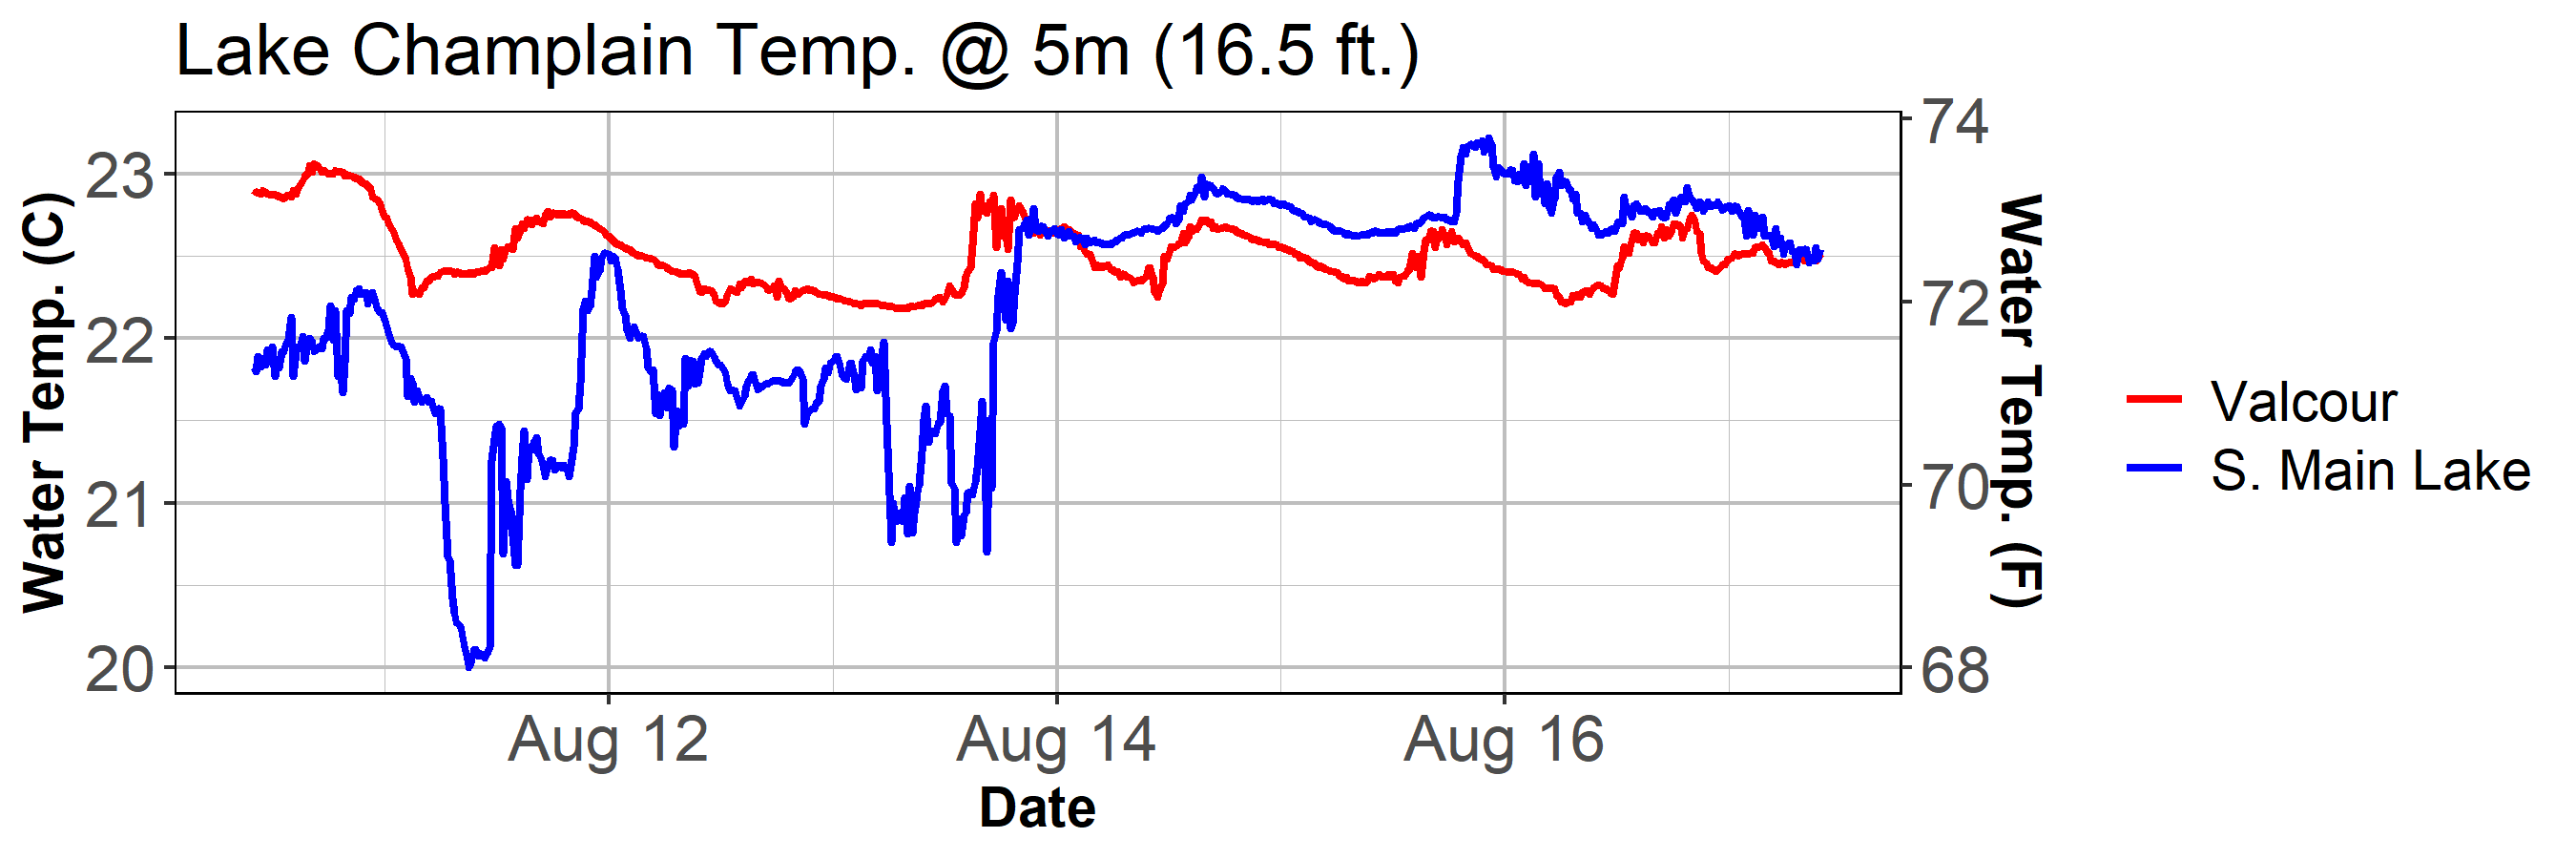 Lake Champlain Temp. @ 5m (16.5 ft.)
Water Temp. (C)
23
22
21
20
74
72
70
68
Water Temp. (F)
Aug 12
Aug 14
Aug 16
Date
Valcour
S. Main Lake